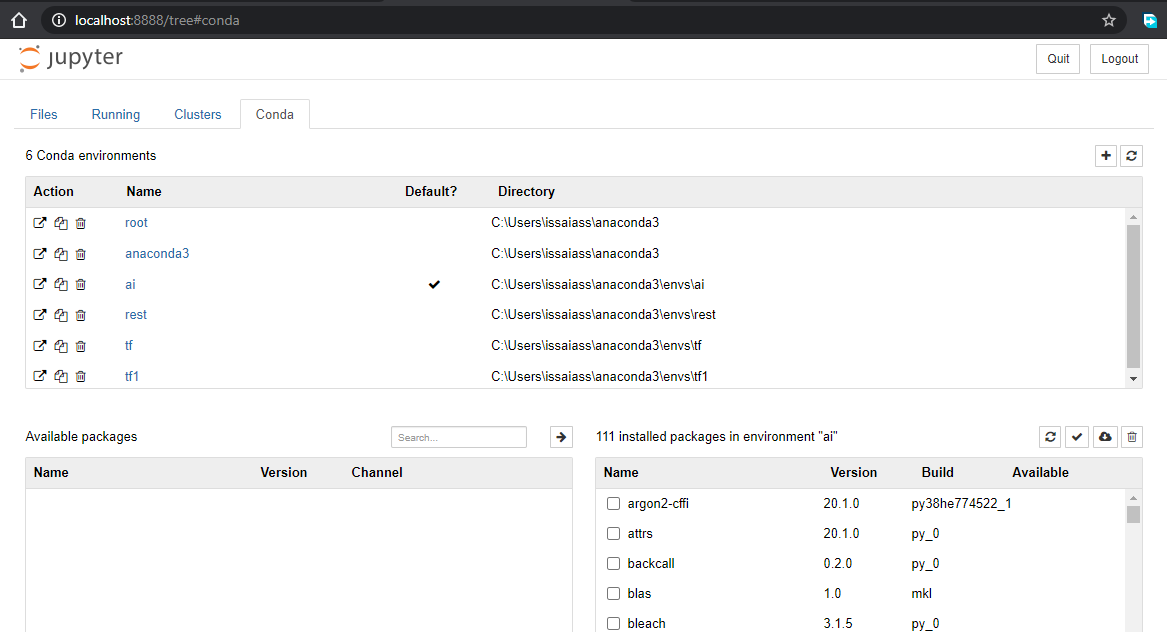 localhost:8888/tree#conda
jupyter
Quit Logout
Files Running Clusters Conda
6 Conda environments
Action Name Default? Directory
root C:\Users\issaiass\anaconda3
anaconda3 C:\Users\issaiass\anaconda3
ai C:\Users\issaiass\anaconda3\envs\ai
rest C:\Users\issaiass\anaconda3\envs\rest
tf C:\Users\issaiass\anaconda3\envs\tf
tf1 C:\Users\issaiass\anaconda3\envs\tf1
Available packages Search... 111 installed packages in environment "ai"
Name Version Channel Name Version Build Available
argon2-cffi 20.1.0 py38he774522_1
attrs 20.1.0 py_0
backcall 0.2.0 py_0
blas 1.0 mkl
bleach 3.1.5 py_0